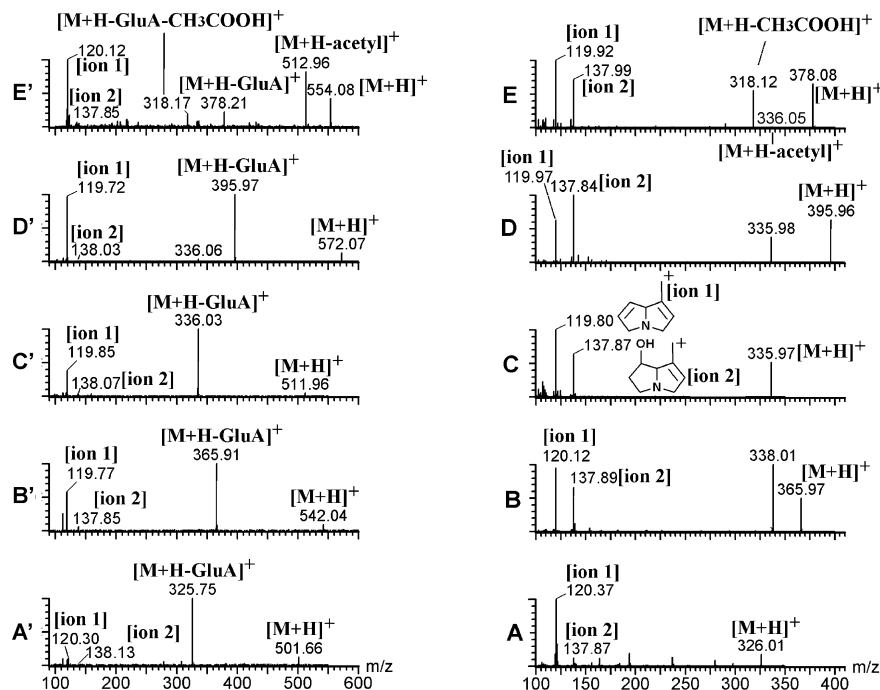 [M+H-GluA-CH3COOH]+
120.12
[ion 1]
[M+H-acetyl]+
512.96
[M+H-GluA]+
[M+H]+
E’
[ion 2]
137.85
318.17
378.21
554.08
[M+H-GluA]+
[ion 1]
119.72
395.97
D’
[ion 2]
138.03
336.06
[M+H]+
572.07
[M+H-GluA]+
336.03
[ion 1]
119.85
C’
138.07 [ion 2]
[M+H]+
511.96
[M+H-GluA]+
365.91
[ion 1]
119.77
B’
[ion 2]
137.85
[M+H]+
542.04
[M+H-GluA]+
325.75
A’
[ion 1]
120.30
138.13
[ion 2]
[M+H]+
501.66
m/z
100 200 300 400 500 600
[M+H-CH3COOH]+
[ion 1]
119.92
137.99
[ion 2]
E
318.12
378.08
[M+H]+
336.05
[M+H-acetyl]+
[ion 1]
119.97
137.84 [ion 2]
D
335.98
[M+H]+
395.96
+
[ion 1]
N
119.80
C
137.87
OH
+
N
[ion 2]
335.97
[M+H]+
[ion 1]
120.12
137.89 [ion 2]
B
338.01
[M+H]+
365.97
[ion 1]
120.37
A
[ion 2]
137.87
[M+H]+
326.01
m/z
100 150 200 250 300 350 400